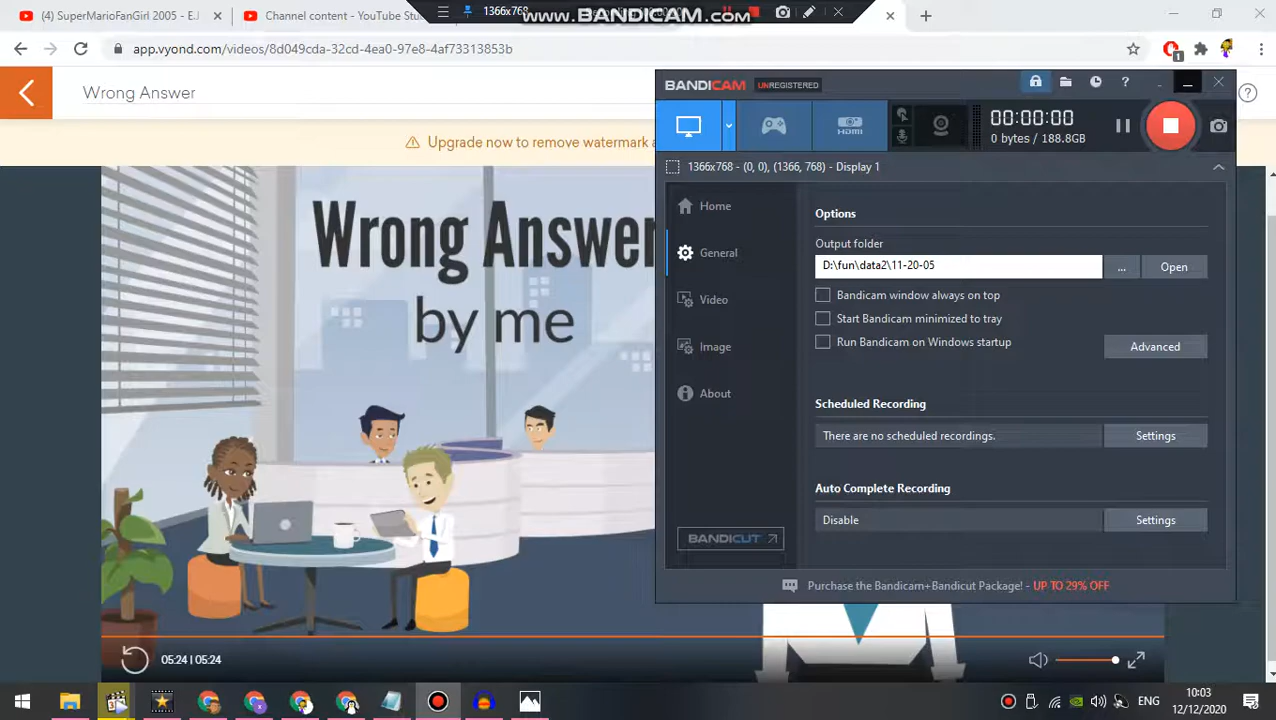 (4) SuperMarioFanGirl 2005 - E.
Channel content - YouTube Stud
1366x768
www.BANDICAM.com
app.vyond.com/videos/8d049cda-32cd-4ea0-97e8-4af73313853b
1
Wrong Answer
Upgrade now to remove watermark a
BANDICAM UNREGISTERED
HDMI
00:00:00
0 bytes / 188.8GB
1366x768 - (0, 0), (1366, 768) - Display 1
Home
General
Video
Image
About
BANDICUT
Options
Output folder
D:\fun\data2\11-20-05
...
Open
Bandicam window always on top
Start Bandicam minimized to tray
Run Bandicam on Windows startup
Advanced
Scheduled Recording
There are no scheduled recordings.
Settings
Auto Complete Recording
Disable
Settings
Purchase the Bandicam+Bandicut Package! - UP TO 29% OFF
Wrong Answer
by me
05:24 | 05:24
ENG
10:03
12/12/2020